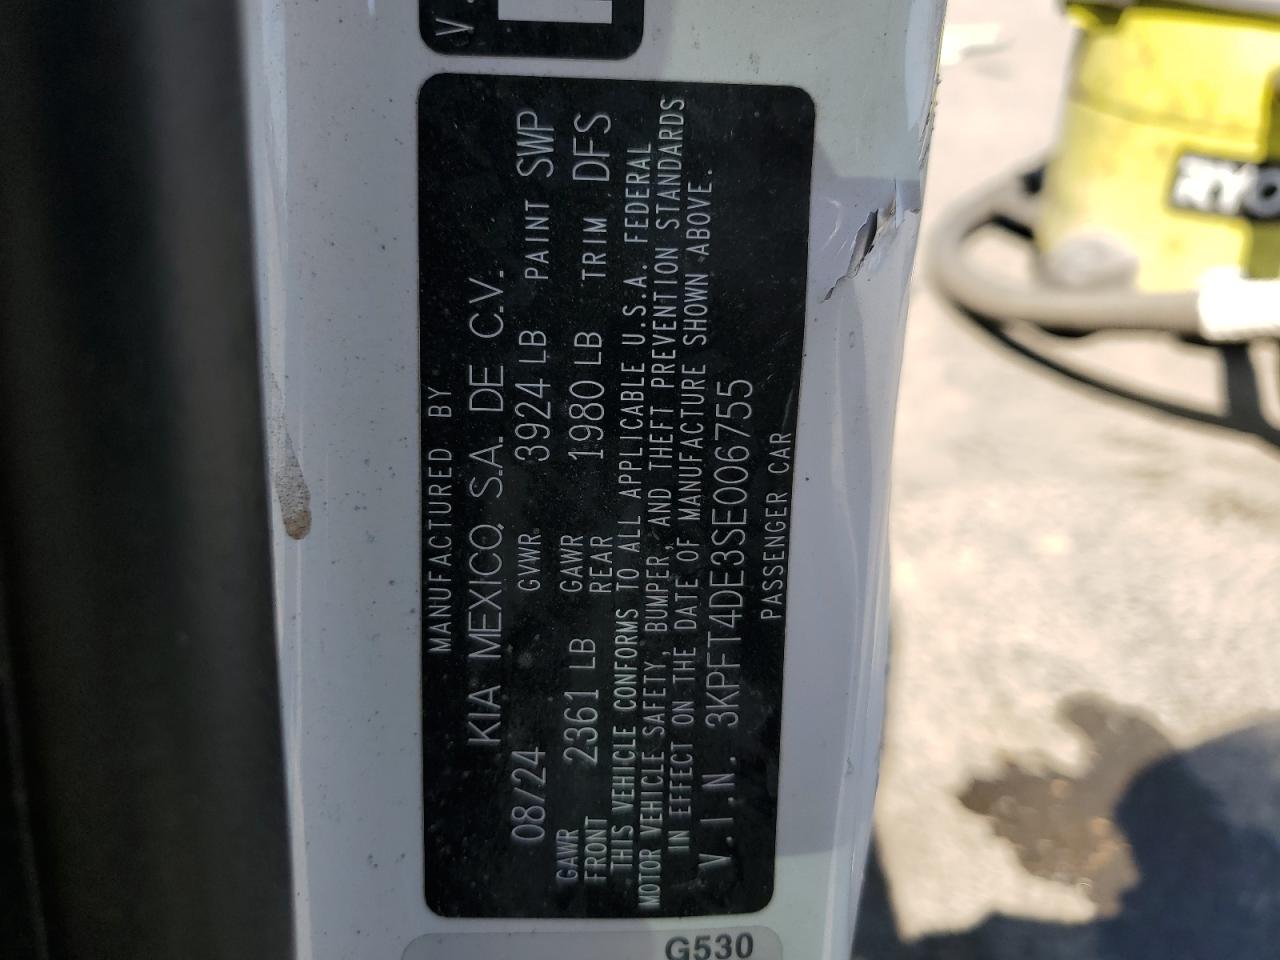 V.
MANUFACTURED BY
KIA MEXICO, S.A. DE C.V.
08/24 GVWR 3924 LB PAINT SWP
GAWR FRONT 2361 LB GAWR REAR 1980 LB TRIM DFS
THIS VEHICLE CONFORMS TO ALL APPLICABLE U.S.A. FEDERAL
MOTOR VEHICLE SAFETY, BUMPER, AND THEFT PREVENTION STANDARDS
IN EFFECT ON THE DATE OF MANUFACTURE SHOWN ABOVE.
V.I.N. 3KPFT4DE3SE006755
PASSENGER CAR
G530